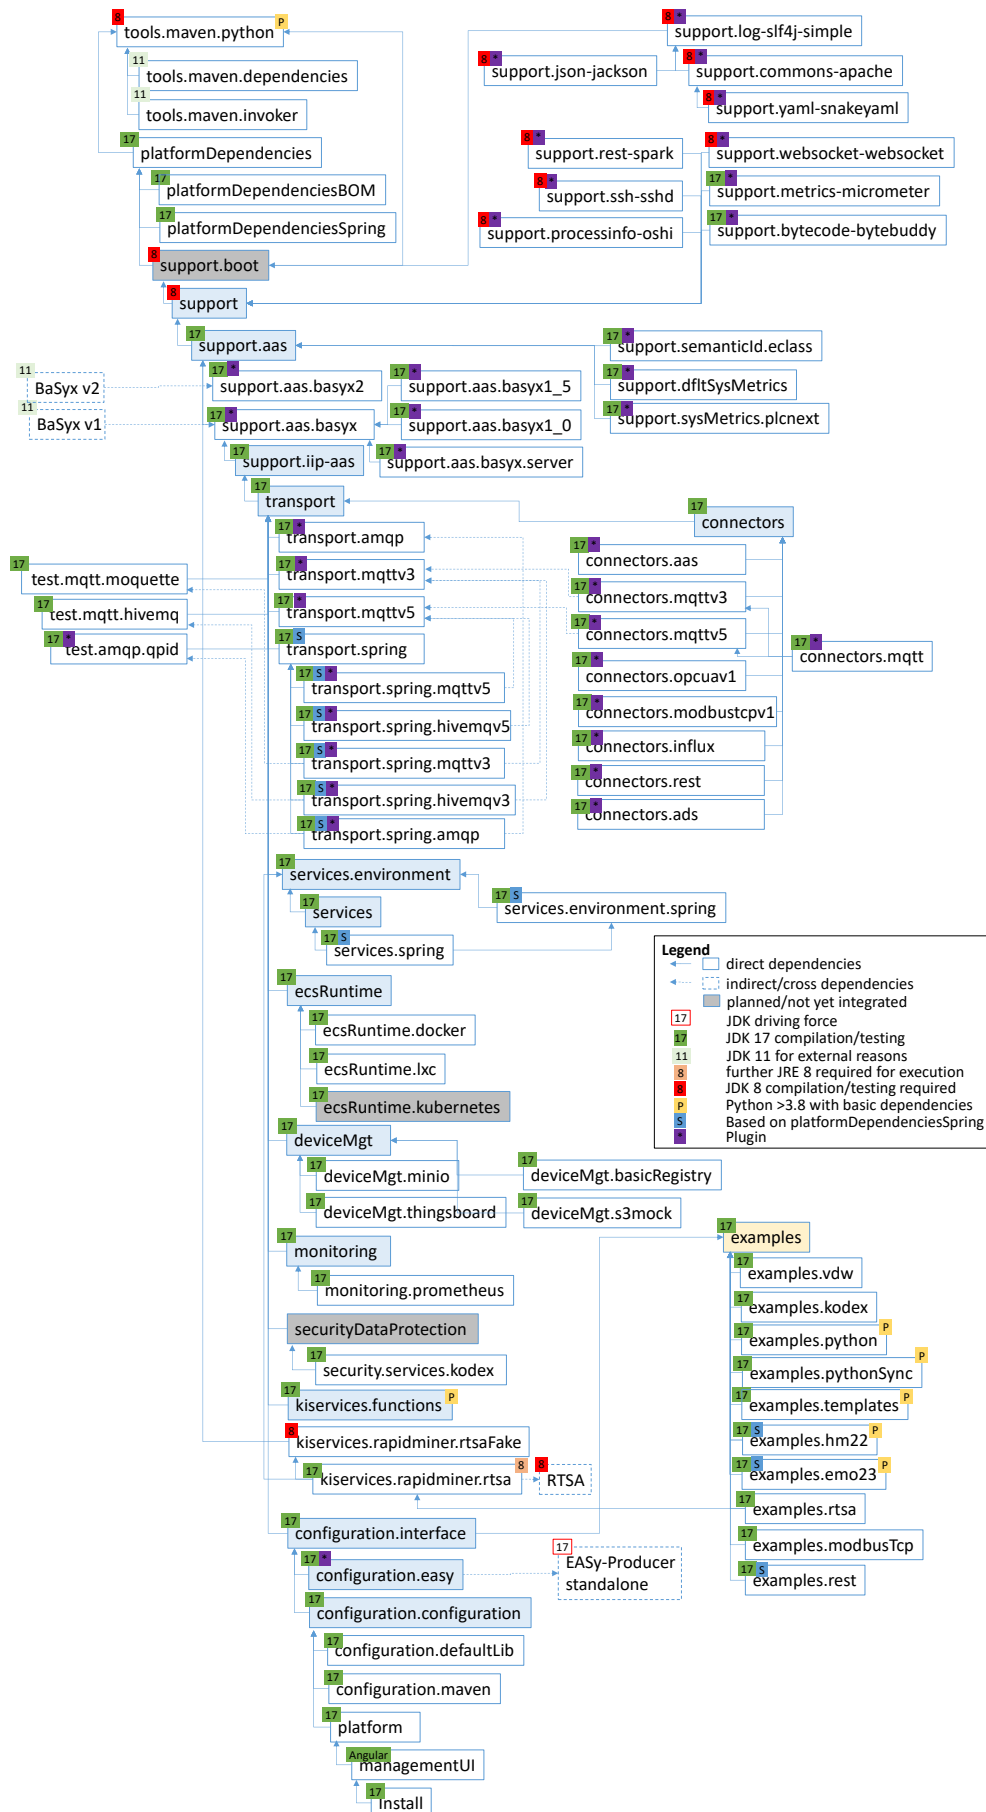 8 P
tools.maven.python
11
tools.maven.dependencies
11
tools.maven.invoker
17
platformDependencies
17
platformDependenciesBOM
17
platformDependenciesSpring
8
support.boot
8
support
8 *
support.log-slf4j-simple
8 *
support.json-jackson
8 *
support.commons-apache
8 *
support.yaml-snakeyaml
8 *
support.rest-spark
8 *
support.websocket-websocket
8 *
support.ssh-sshd
17 *
support.metrics-micrometer
8 *
support.processinfo-oshi
17 *
support.bytecode-bytebuddy
17
support.aas
17 *
support.semanticId.eclass
17 *
support.dfltSysMetrics
17 *
support.sysMetrics.plcnext
11
BaSyx v2
17 *
support.aas.basyx2
17 *
support.aas.basyx1_5
11
BaSyx v1
17 *
support.aas.basyx
17 *
support.aas.basyx1_0
17
support.iip-aas
17 *
support.aas.basyx.server
17
transport
17
connectors
17 *
transport.amqp
17 *
transport.mqttv3
17 *
transport.mqttv5
17 S
transport.spring
17
test.mqtt.moquette
17
test.mqtt.hivemq
17 *
test.amqp.qpid
17 S *
transport.spring.mqttv5
17 S *
transport.spring.hivemqv5
17 S *
transport.spring.mqttv3
17 S *
transport.spring.hivemqv3
17 S *
transport.spring.amqp
17 *
connectors.aas
17 *
connectors.mqttv3
17 *
connectors.mqttv5
17 *
connectors.mqtt
17 *
connectors.opcuav1
17 *
connectors.modbustcpv1
17 *
connectors.influx
17 *
connectors.rest
17 *
connectors.ads
17
services.environment
17
services
17 S
services.environment.spring
17 S
services.spring
17
ecsRuntime
17
ecsRuntime.docker
17
ecsRuntime.lxc
17
ecsRuntime.kubernetes
Legend
direct dependencies
indirect/cross dependencies
planned/not yet integrated
17 JDK driving force
17 JDK 17 compilation/testing
11 JDK 11 for external reasons
8 further JRE 8 required for execution
8 JDK 8 compilation/testing required
P Python >3.8 with basic dependencies
S Based on platformDependenciesSpring
* Plugin
17
deviceMgt
17
deviceMgt.minio
17
deviceMgt.basicRegistry
17
deviceMgt.thingsboard
17
deviceMgt.s3mock
17
monitoring
17
monitoring.prometheus
securityDataProtection
17
security.services.kodex
17 P
kiservices.functions
8
kiservices.rapidminer.rtsaFake
17 8
kiservices.rapidminer.rtsa
8
RTSA
17
examples
17
examples.vdw
17
examples.kodex
17 P
examples.python
17 P
examples.pythonSync
17 P
examples.templates
17 S P
examples.hm22
17 S P
examples.emo23
17
examples.rtsa
17
examples.modbusTcp
17 S
examples.rest
17
configuration.interface
17 *
configuration.easy
17
EASy-Producer
standalone
17
configuration.configuration
17
configuration.defaultLib
17
configuration.maven
17
platform
Angular
managementUI
17
Install